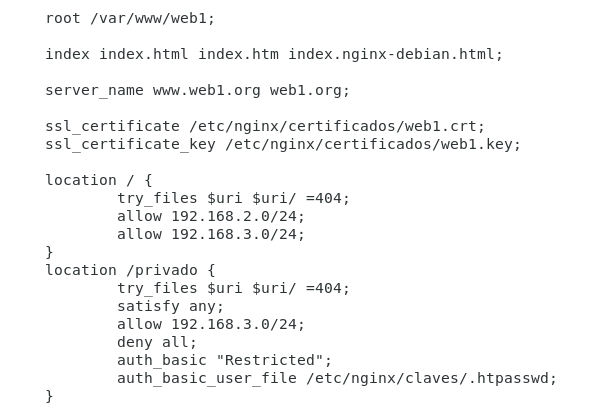 root /var/www/web1;
index index.html index.htm index.nginx-debian.html;
server_name www.web1.org web1.org;
ssl_certificate /etc/nginx/certificados/web1.crt;
ssl_certificate_key /etc/nginx/certificados/web1.key;
location / {
try_files $uri $uri/ =404;
allow 192.168.2.0/24;
allow 192.168.3.0/24;
}
location /privado {
try_files $uri $uri/ =404;
satisfy any;
allow 192.168.3.0/24;
deny all;
auth_basic "Restricted";
auth_basic_user_file /etc/nginx/claves/.htpasswd;
}